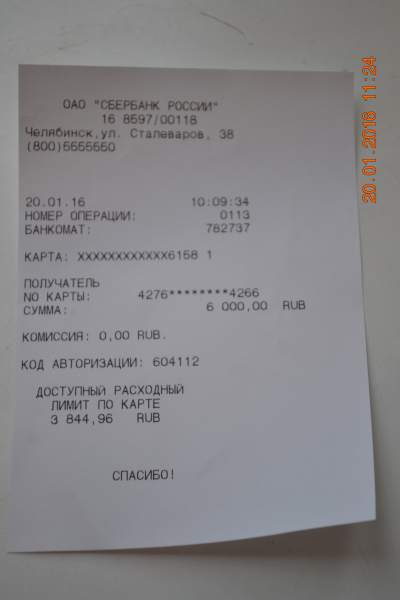 ОАО "СБЕРБАНК РОССИИ"
16 8597/00118
Челябинск,ул. Сталеваров, 38
(800)5555550
20.01.16 10:09:34
НОМЕР ОПЕРАЦИИ: 0113
БАНКОМАТ: 782737
КАРТА: XXXXXXXXXXXX6158 1
ПОЛУЧАТЕЛЬ
NO КАРТЫ: 4276********4266
СУММА: 6 000,00 RUB
КОМИССИЯ: 0,00 RUB.
КОД АВТОРИЗАЦИИ: 604112
ДОСТУПНЫЙ РАСХОДНЫЙ
ЛИМИТ ПО КАРТЕ
3 844,96 RUB
СПАСИБО!
20.01.2016 11:24